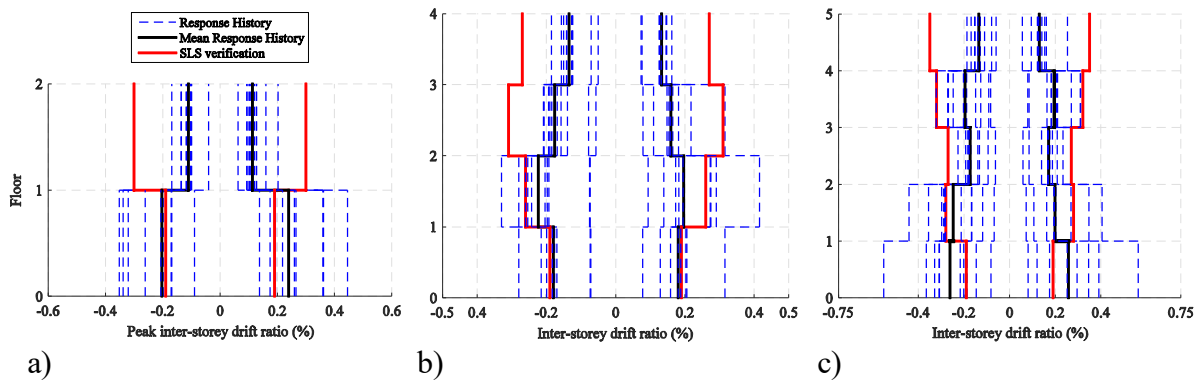 Response History
Mean Response History
SLS verification
2
1
0
Floor
-0.6 -0.4 -0.2 0 0.2 0.4 0.6
Peak inter-storey drift ratio (%)
a)
4
3
2
1
0
-0.5 -0.4 -0.2 0 0.2 0.4 0.5
Inter-storey drift ratio (%)
b)
5
4
3
2
1
0
-0.75 -0.4 -0.2 0 0.2 0.4 0.75
Inter-storey drift ratio (%)
c)